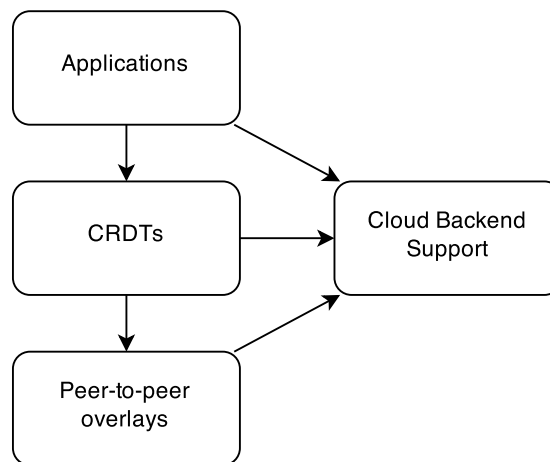 Applications
CRDTs
Cloud Backend
Support
Peer-to-peer
overlays